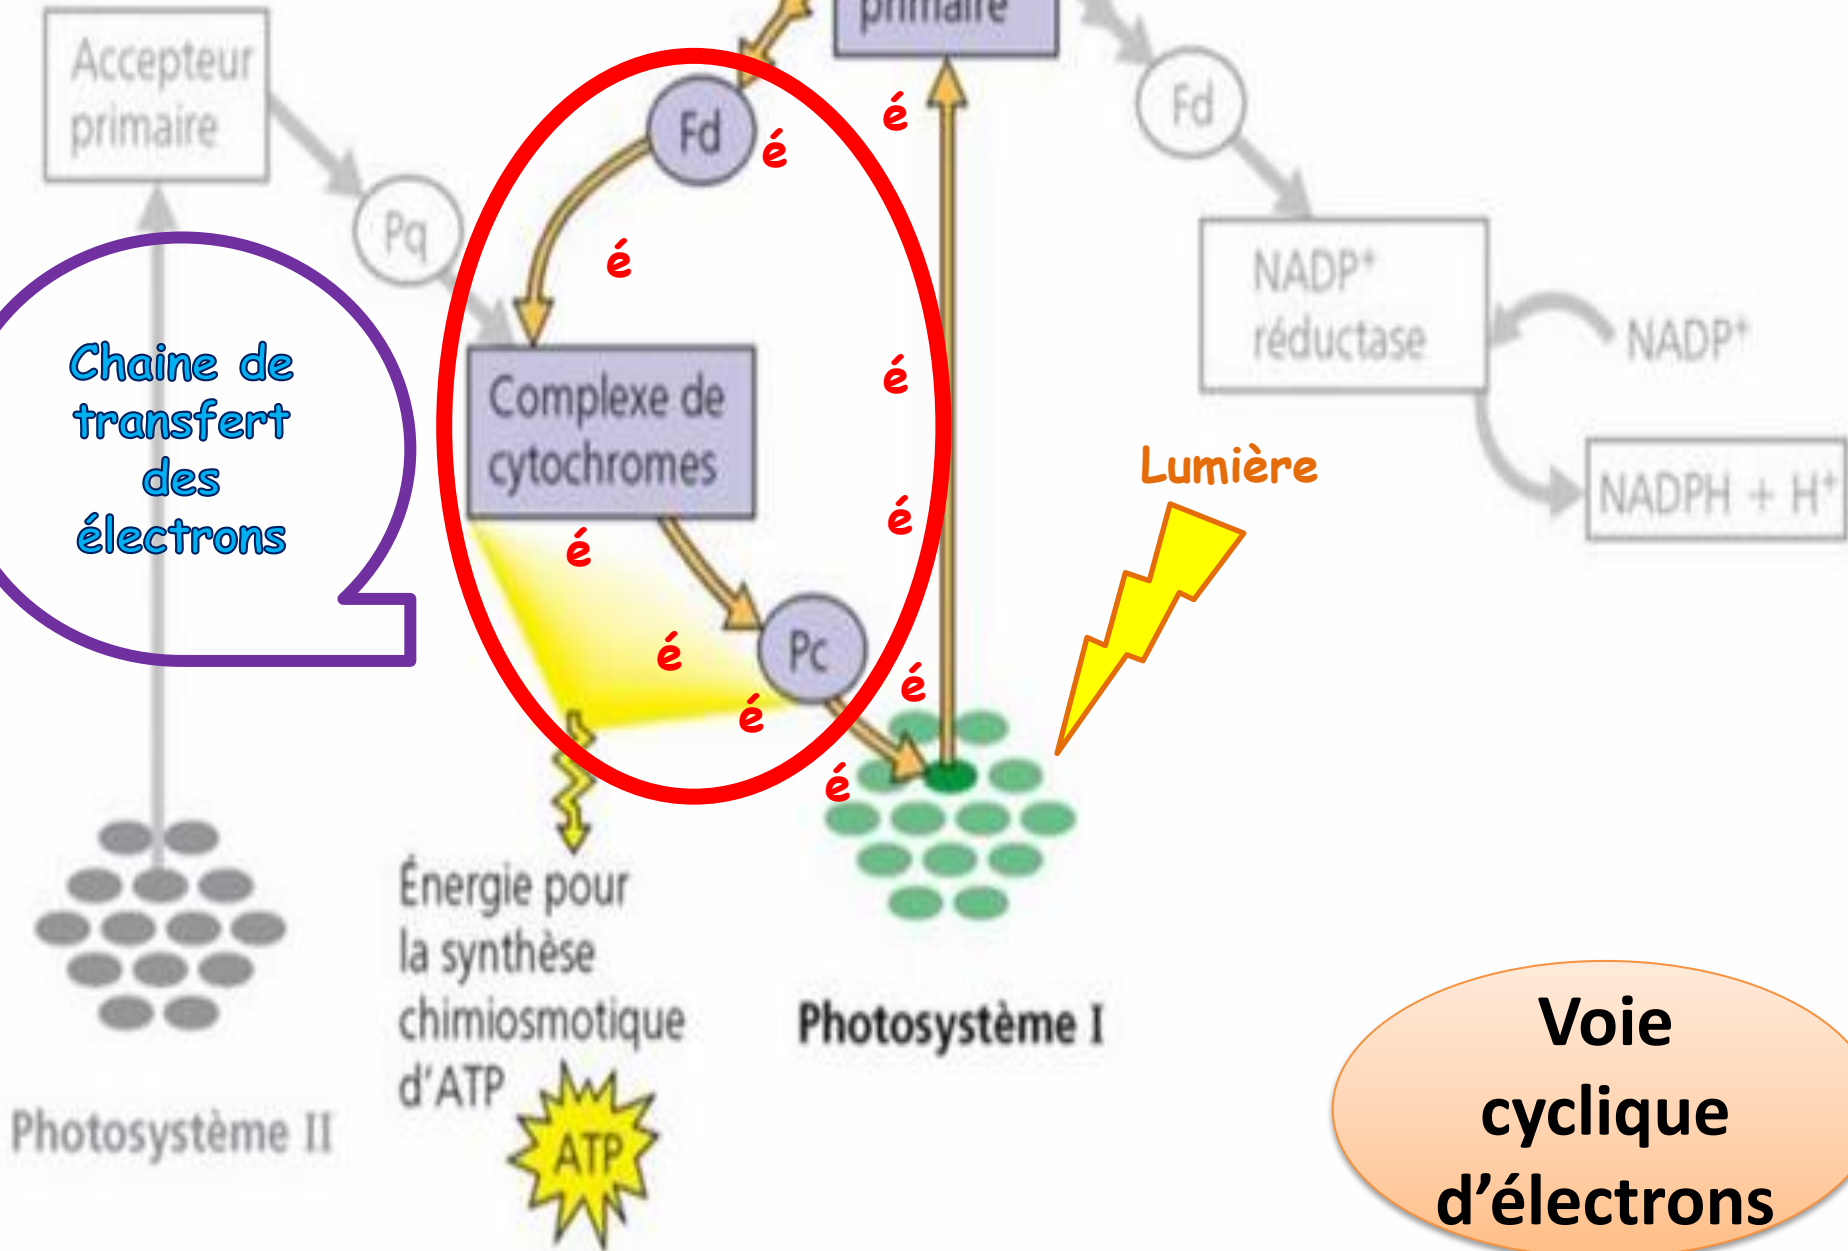 primaire
Accepteur
primaire
Fd
é
é
Fd
Pq
é
NADP⁺
réductase
NADP⁺
Chaine de
transfert
des
électrons
Complexe de
cytochromes
é
Lumière
NADPH + H⁺
é
é
é
Pc
é
é
é
Énergie pour
la synthèse
chimiosmotique
d'ATP
ATP
Photosystème I
Photosystème II
Voie
cyclique
d'électrons